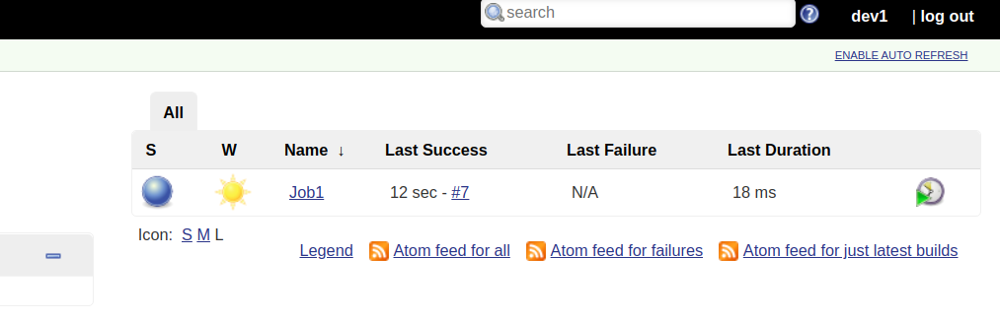 search dev1 | log out
ENABLE AUTO REFRESH
All
S W Name ↓ Last Success Last Failure Last Duration
Job1 12 sec - #7 N/A 18 ms
Icon: S M L
Legend Atom feed for all Atom feed for failures Atom feed for just latest builds